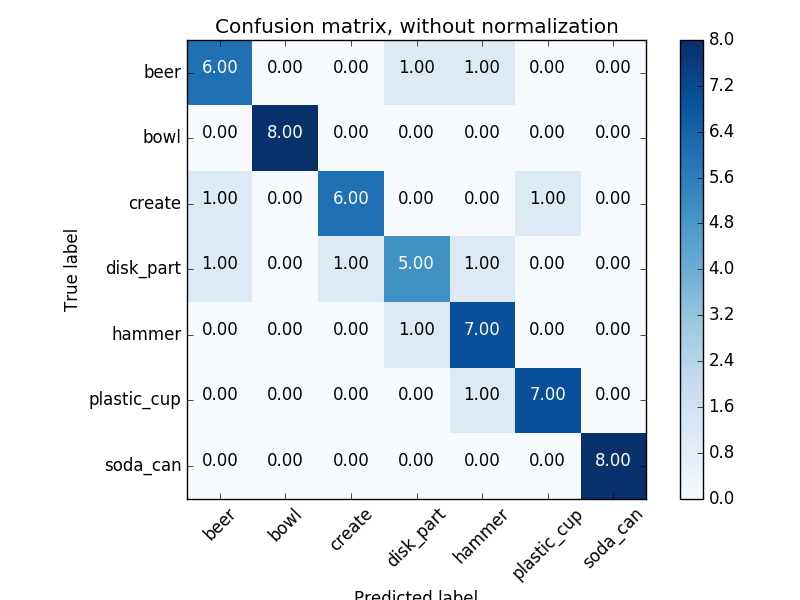 Confusion matrix, without normalization
beer 6.00 0.00 0.00 1.00 1.00 0.00 0.00
bowl 0.00 8.00 0.00 0.00 0.00 0.00 0.00
create 1.00 0.00 6.00 0.00 0.00 1.00 0.00
disk_part 1.00 0.00 1.00 5.00 1.00 0.00 0.00
hammer 0.00 0.00 0.00 1.00 7.00 0.00 0.00
plastic_cup 0.00 0.00 0.00 0.00 1.00 7.00 0.00
soda_can 0.00 0.00 0.00 0.00 0.00 0.00 8.00
beer bowl create disk_part hammer plastic_cup soda_can
True label
Predicted label
8.0
7.2
6.4
5.6
4.8
4.0
3.2
2.4
1.6
0.8
0.0